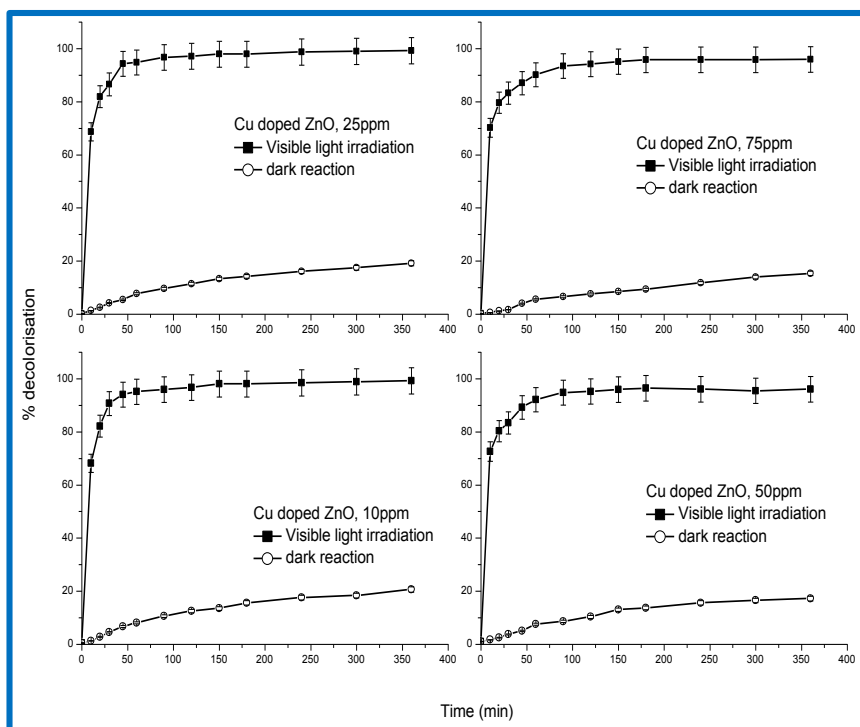 % decolorisation
100
80
60
40
20
0
Cu doped ZnO, 25ppm
Visible light irradiation
dark reaction
0 50 100 150 200 250 300 350 400
100
80
60
40
20
0
Cu doped ZnO, 75ppm
Visible light irradiation
dark reaction
0 50 100 150 200 250 300 350 400
100
80
60
40
20
0
Cu doped ZnO, 10ppm
Visible light irradiation
dark reaction
0 50 100 150 200 250 300 350 400
100
80
60
40
20
0
Cu doped ZnO, 50ppm
Visible light irradiation
dark reaction
0 50 100 150 200 250 300 350 400
Time (min)